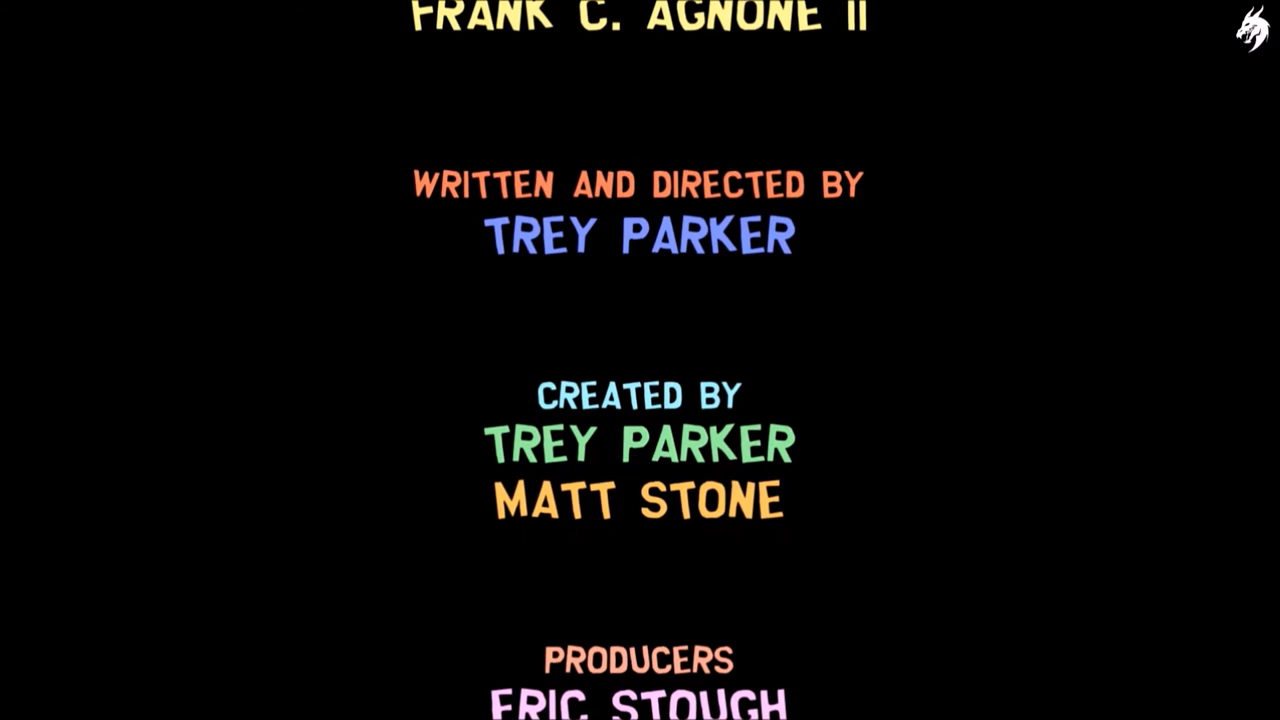 FRANK C. AGNONE II
WRITTEN AND DIRECTED BY
TREY PARKER
CREATED BY
TREY PARKER
MATT STONE
PRODUCERS
ERIC STOUGH